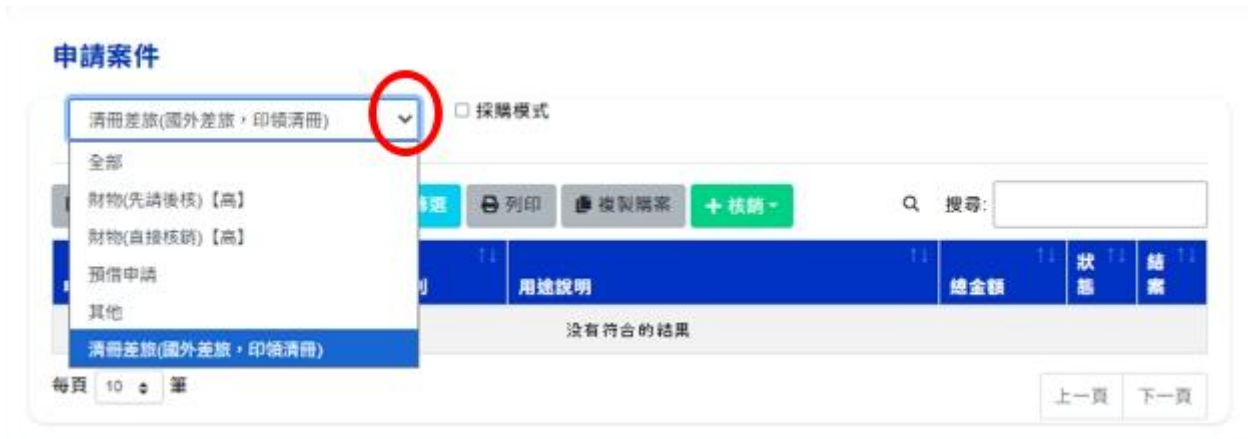 申請案件
清冊差旅(國外差旅，印領清冊)
採購模式
全部
財物(先請後核)【高】
財物(直接核銷)【高】
預借申請
其他
清冊差旅(國外差旅，印領清冊)
列印 複製購案 + 核銷 搜尋:
用途說明 總金額 狀態 結案
沒有符合的結果
每頁 10 筆
上一頁 下一頁